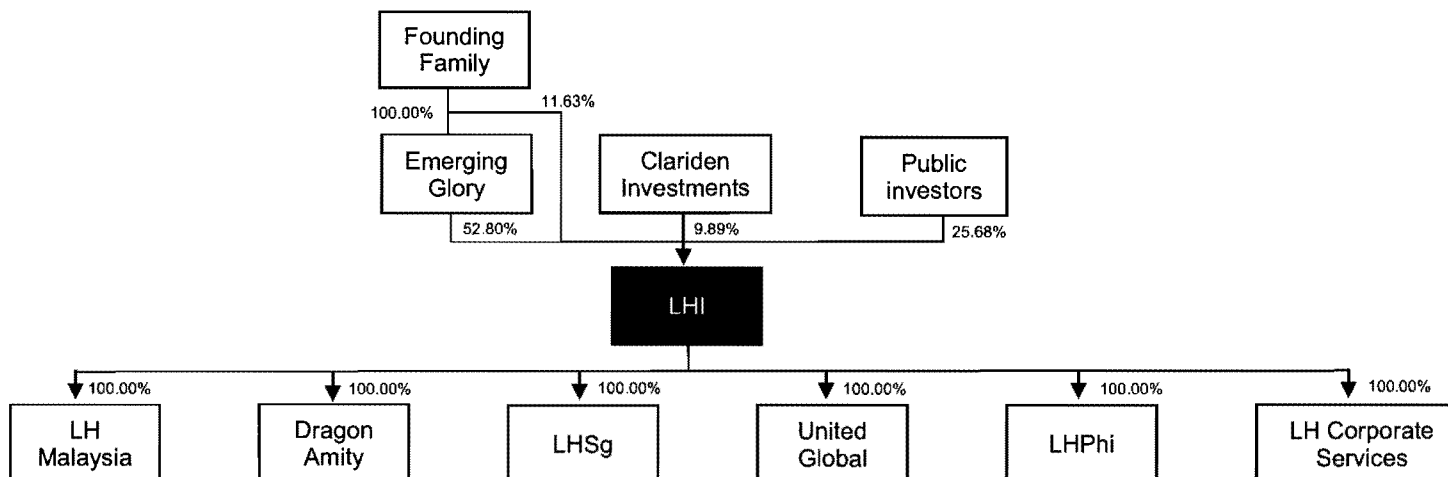 Founding
Family
100.00%
11.63%
Emerging
Glory
Clariden
Investments
Public
investors
52.80%
9.89%
25.68%
LHI
100.00%
100.00%
100.00%
100.00%
100.00%
100.00%
LH
Malaysia
Dragon
Amity
LHSg
United
Global
LHPhi
LH Corporate
Services